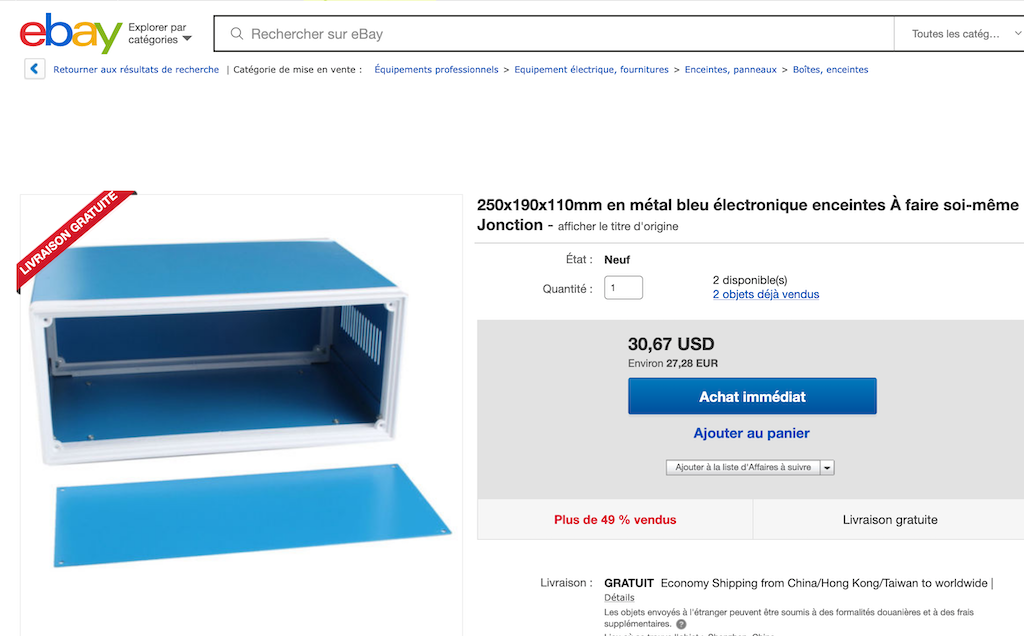 ebay
Explorer par
catégories
Rechercher sur eBay
Toutes les catég...
Retourner aux résultats de recherche | Catégorie de mise en vente : Équipements professionnels > Equipement électrique, fournitures > Enceintes, panneaux > Boîtes, enceintes
LIVRAISON GRATUITE
250x190x110mm en métal bleu électronique enceintes À faire soi-même
Jonction - afficher le titre d'origine
État : Neuf
Quantité : 1
2 disponible(s)
2 objets déjà vendus
30,67 USD
Environ 27,28 EUR
Achat immédiat
Ajouter au panier
Ajouter à la liste d'Affaires à suivre
Plus de 49 % vendus
Livraison gratuite
Livraison : GRATUIT Economy Shipping from China/Hong Kong/Taiwan to worldwide |
Détails
Les objets envoyés à l'étranger peuvent être soumis à des formalités douanières et à des frais
supplémentaires. ?